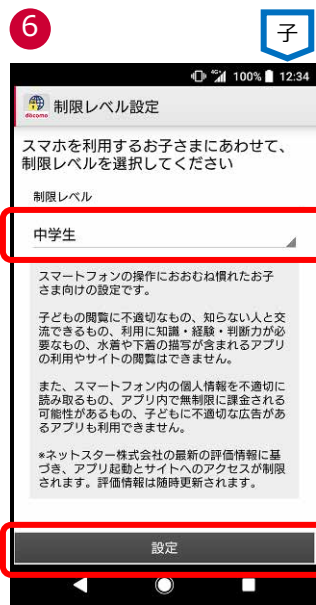 6
子
4G 100% 12:34
docomo 制限レベル設定
スマホを利用するお子さまにあわせて、
制限レベルを選択してください
制限レベル
中学生
スマートフォンの操作におおむね慣れたお子
さま向けの設定です。
子どもの閲覧に不適切なもの、知らない人と交
流できるもの、利用に知識・経験・判断力が必
要なもの、水着や下着の描写が含まれるアプリ
の利用やサイトの閲覧はできません。
また、スマートフォン内の個人情報を不適切に
読み取るもの、アプリ内で無制限に課金される
可能性があるもの、子どもに不適切な広告があ
るアプリも利用できません。
*ネットスター株式会社の最新の評価情報に基
づき、アプリ起動とサイトへのアクセスが制限
されます。評価情報は随時更新されます。
設定